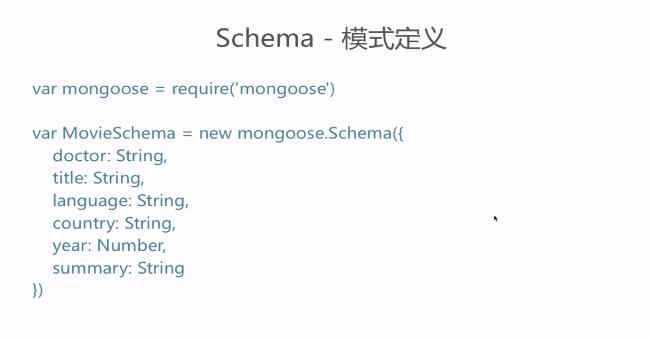 Schema - 模式定义
var mongoose = require('mongoose')
var MovieSchema = new mongoose.Schema({
doctor: String,
title: String,
language: String,
country: String,
year: Number,
summary: String
})